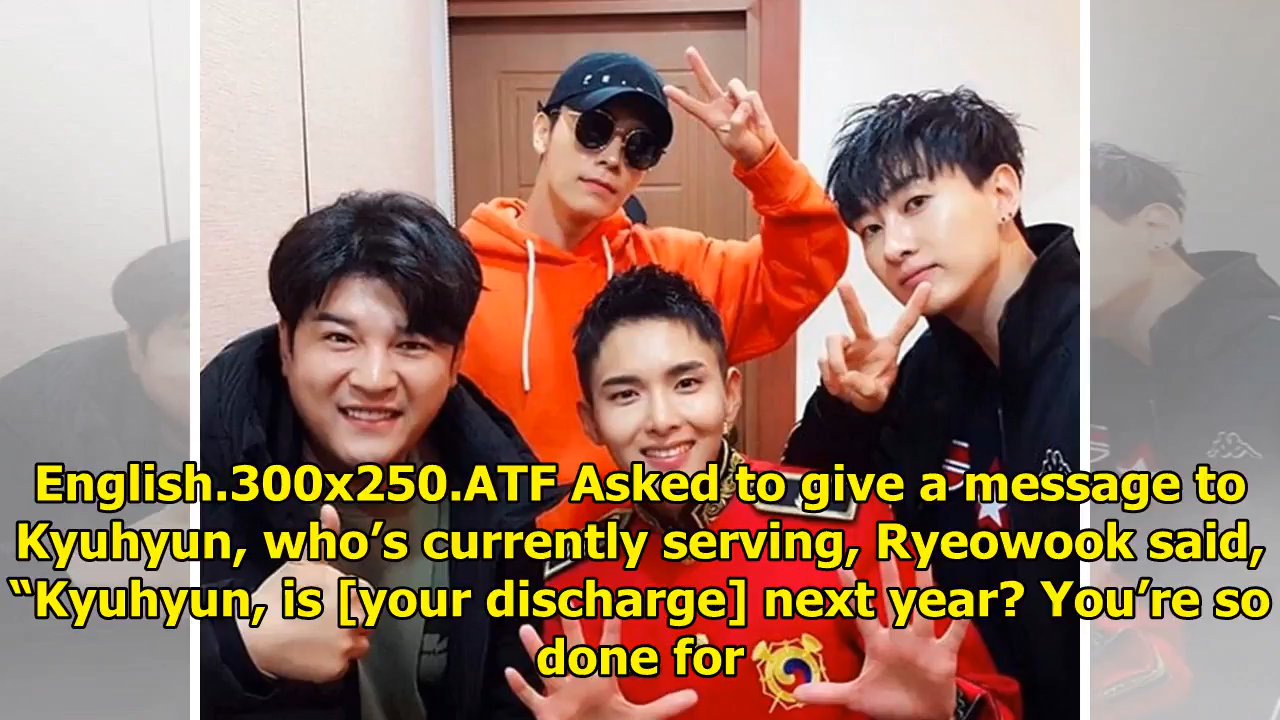 English.300x250.ATF Asked to give a message to
Kyuhyun, who’s currently serving, Ryeowook said,
“Kyuhyun, is [your discharge] next year? You’re so
done for